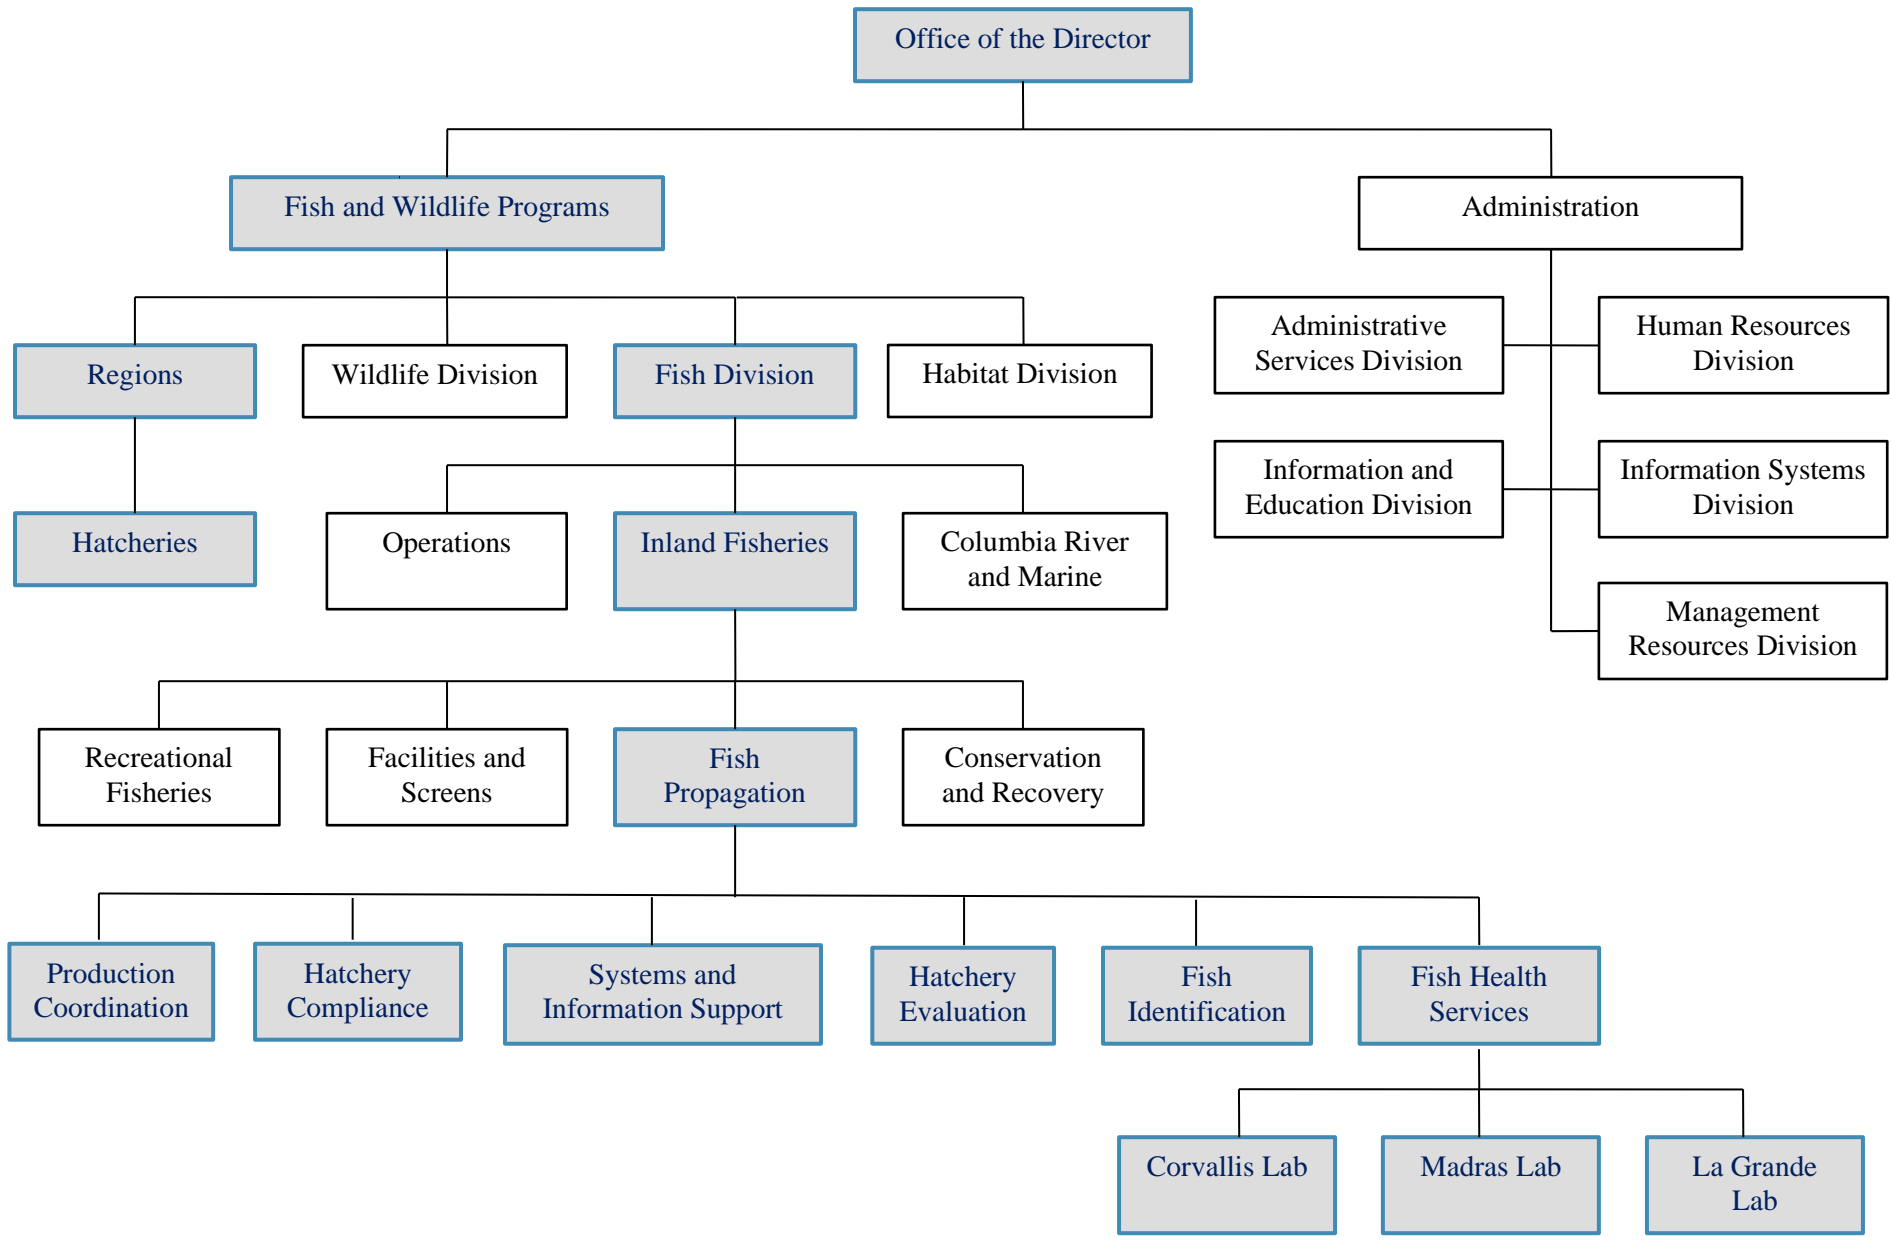 Office of the Director
Fish and Wildlife Programs
Administration
Administrative
Services Division
Human Resources
Division
Regions
Wildlife Division
Fish Division
Habitat Division
Information and
Education Division
Information Systems
Division
Hatcheries
Operations
Inland Fisheries
Columbia River
and Marine
Management
Resources Division
Recreational
Fisheries
Facilities and
Screens
Fish
Propagation
Conservation
and Recovery
Production
Coordination
Hatchery
Compliance
Systems and
Information Support
Hatchery
Evaluation
Fish
Identification
Fish Health
Services
Corvallis Lab
Madras Lab
La Grande
Lab